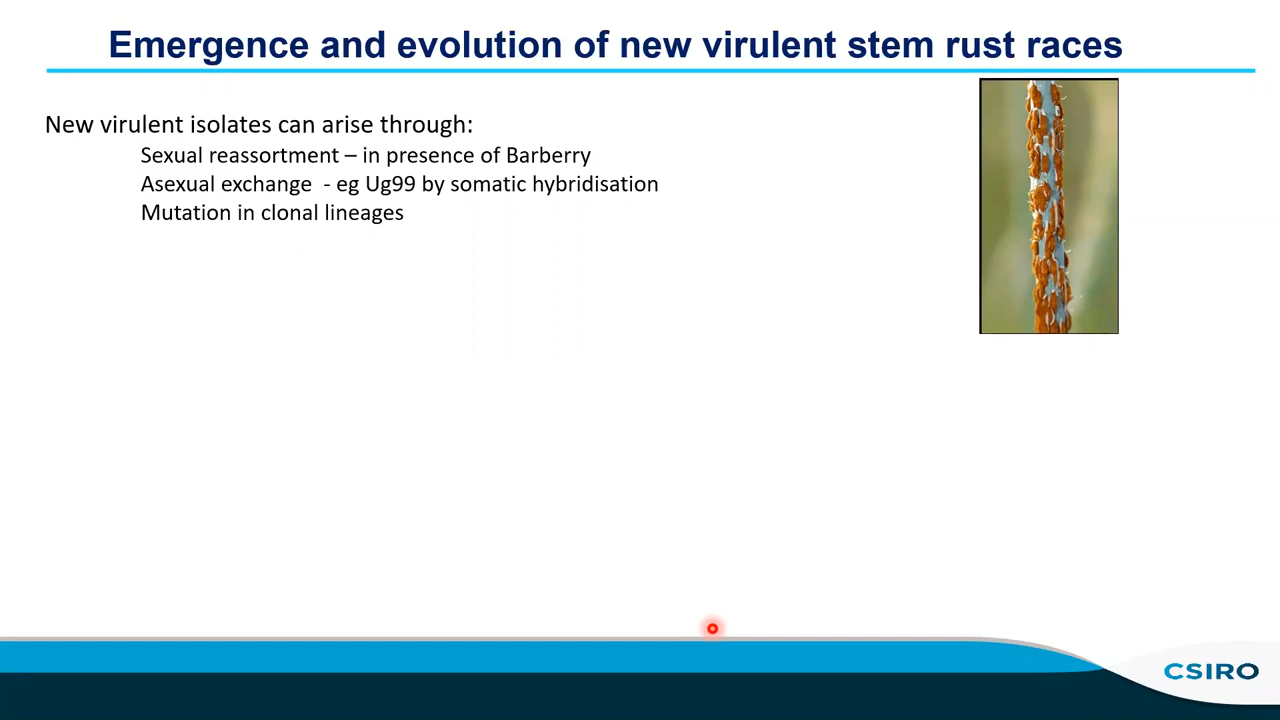 Emergence and evolution of new virulent stem rust races
New virulent isolates can arise through:
Sexual reassortment – in presence of Barberry
Asexual exchange  - eg Ug99 by somatic hybridisation
Mutation in clonal lineages
CSIRO